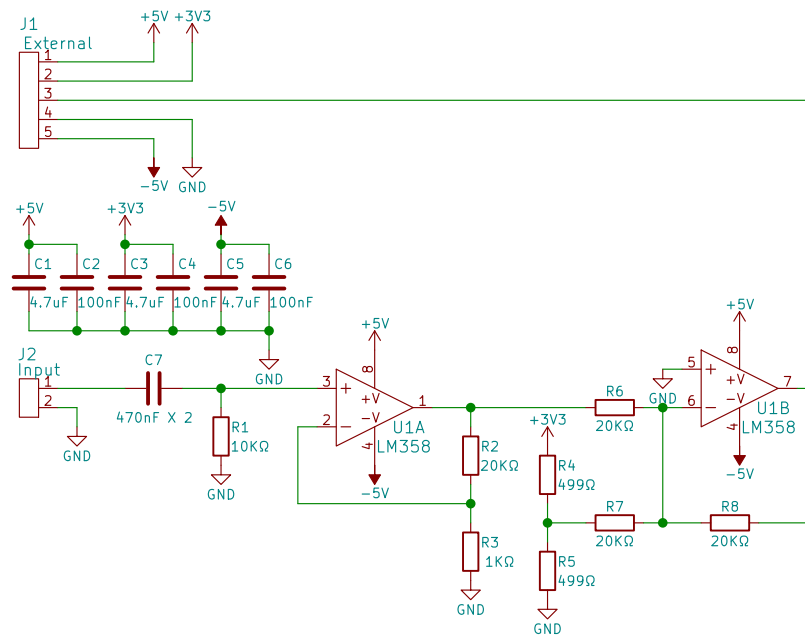 J1
External
1
2
3
4
5
+5V
+3V3
-5V
GND
+5V
+3V3
-5V
C1
4.7uF
C2
100nF
C3
4.7uF
C4
100nF
C5
4.7uF
C6
100nF
GND
J2
Input
1
2
GND
C7
470nF X 2
R1
10KΩ
GND
+5V
8
3
+
+V
2
−
-V
1
4
U1A
LM358
-5V
R2
20KΩ
R3
1KΩ
GND
+3V3
R4
499Ω
R5
499Ω
GND
R6
20KΩ
R7
20KΩ
R8
20KΩ
GND
+5V
8
5
+
+V
6
−
-V
7
4
U1B
LM358
-5V